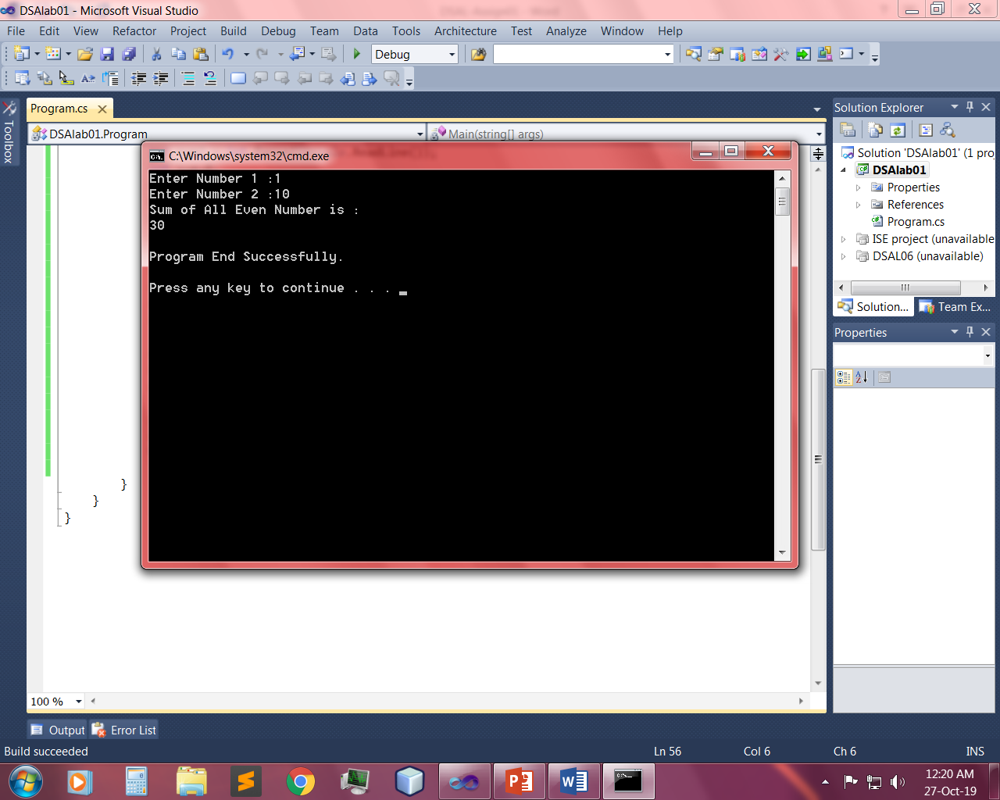 DSAlab01 - Microsoft Visual Studio
File Edit View Refactor Project Build Debug Team Data Tools Architecture Test Analyze Window Help
Debug
Toolbox
Program.cs
DSAlab01.Program
Main(string[] args)
C:\Windows\system32\cmd.exe
Enter Number 1 :1
Enter Number 2 :10
Sum of All Even Number is :
30
Program End Successfully.
Press any key to continue . . .
}
}
}
100 %
Solution Explorer
Solution 'DSAlab01' (1 pro
DSAlab01
Properties
References
Program.cs
ISE project (unavailable
DSAL06 (unavailable)
Solution...
Team Ex...
Properties
Output
Error List
Build succeeded
Ln 56
Col 6
Ch 6
INS
12:20 AM
27-Oct-19